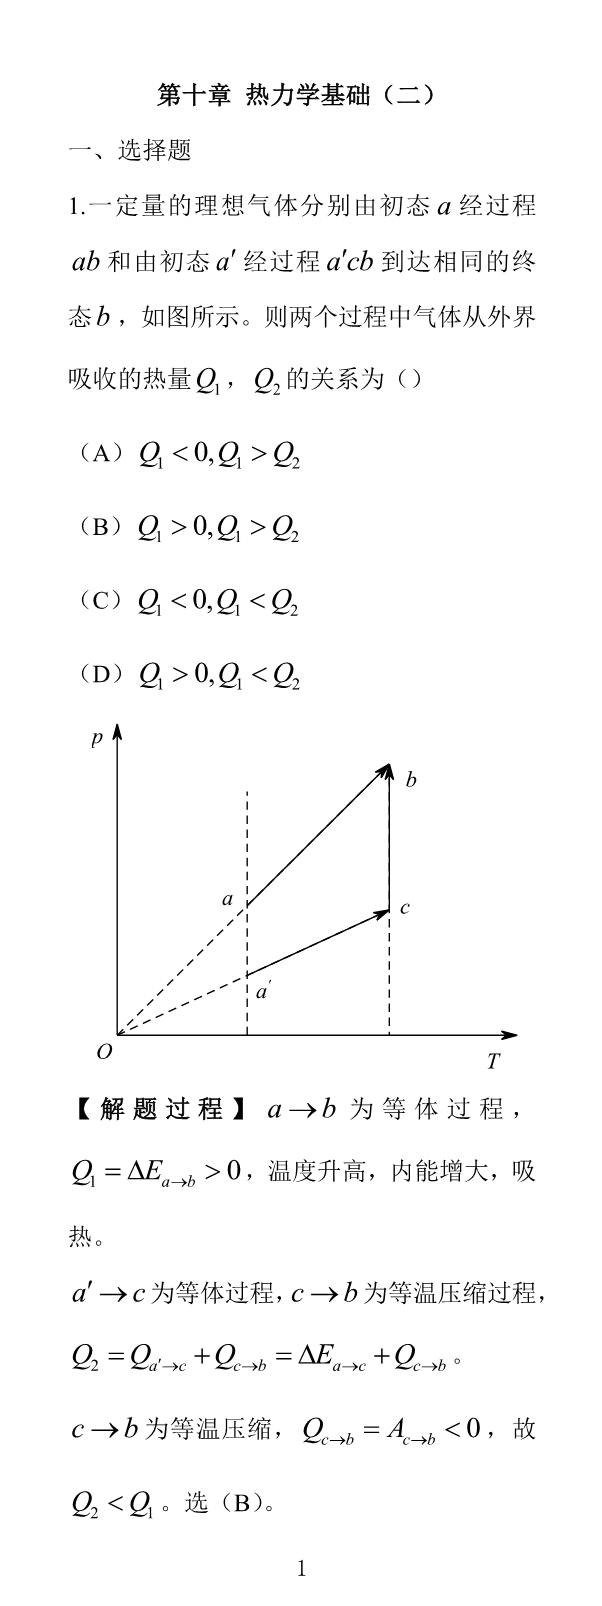 第十章 热力学基础（二）
一、选择题
1.一定量的理想气体分别由初态 a 经过程
ab 和由初态 a′ 经过程 a′cb 到达相同的终
态 b，如图所示。则两个过程中气体从外界
吸收的热量 Q₁，Q₂ 的关系为（）
（A）Q₁ < 0, Q₁ > Q₂
（B）Q₁ > 0, Q₁ > Q₂
（C）Q₁ < 0, Q₁ < Q₂
（D）Q₁ > 0, Q₁ < Q₂
p
b
a
c
a′
O
T
【解题过程】a → b 为等体过程，
Q₁ = ΔE_{a→b} > 0，温度升高，内能增大，吸
热。
a′ → c 为等体过程，c → b 为等温压缩过程，
Q₂ = Q_{a′→c} + Q_{c→b} = ΔE_{a→c} + Q_{c→b}。
c → b 为等温压缩，Q_{c→b} = A_{c→b} < 0，故
Q₂ < Q₁。选（B）。
1